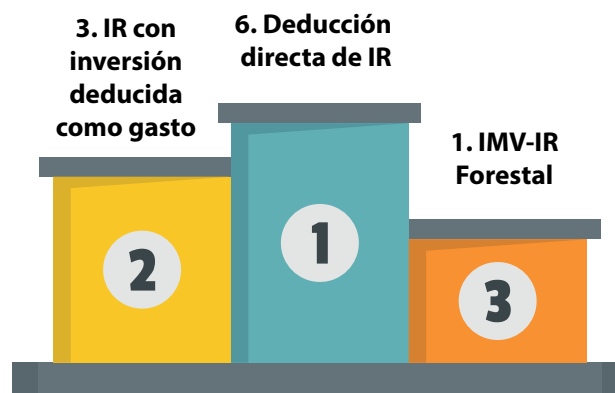 3. IR con
inversión
deducida
como gasto
6. Deducción
directa de IR
1. IMV-IR
Forestal
2
1
3